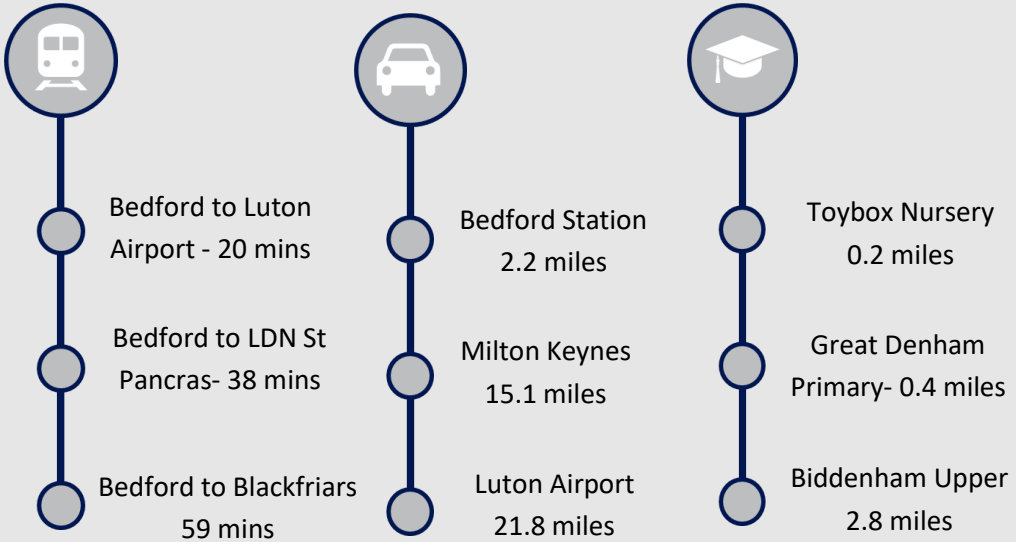 Bedford to Luton
Airport - 20 mins
Bedford to LDN St
Pancras- 38 mins
Bedford to Blackfriars
59 mins
Bedford Station
2.2 miles
Milton Keynes
15.1 miles
Luton Airport
21.8 miles
Toybox Nursery
0.2 miles
Great Denham
Primary- 0.4 miles
Biddenham Upper
2.8 miles